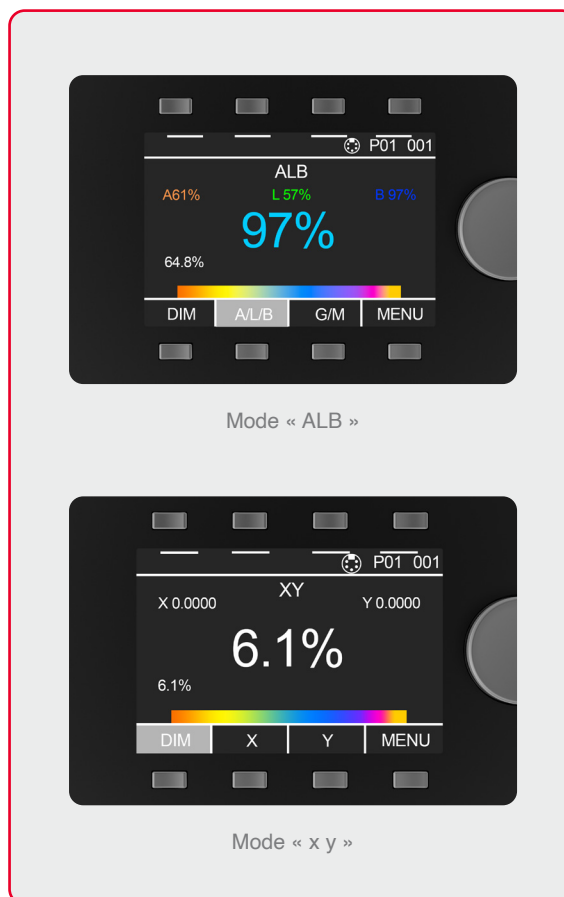 P01 001
ALB
A61% L 57% B 97%
97%
64.8%
DIM A/L/B G/M MENU
Mode « ALB »
P01 001
XY
X 0.0000 Y 0.0000
6.1%
6.1%
DIM X Y MENU
Mode « x y »